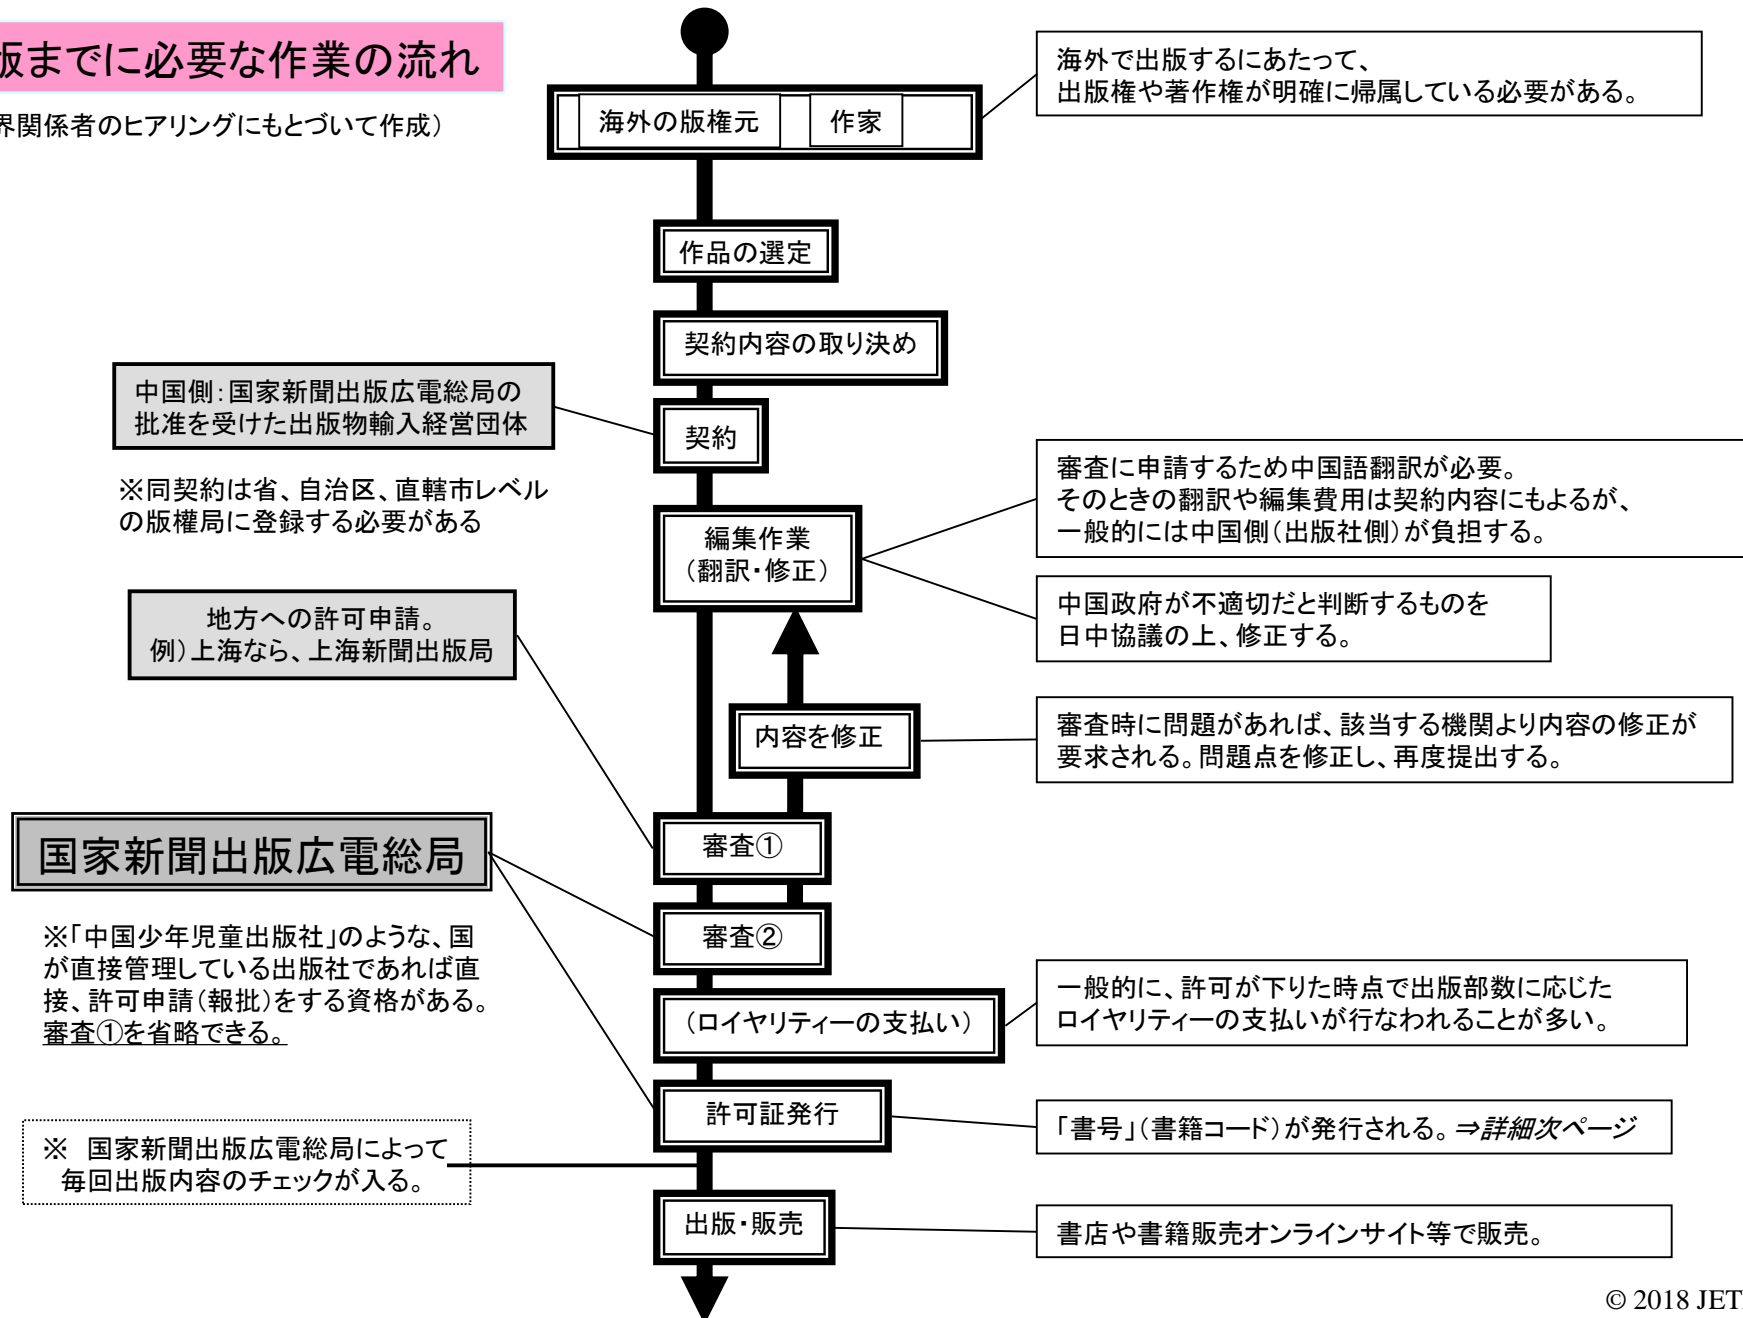 版までに必要な作業の流れ
界関係者のヒアリングにもとづいて作成）
海外の版権元
作家
海外で出版するにあたって、
出版権や著作権が明確に帰属している必要がある。
作品の選定
契約内容の取り決め
中国側：国家新聞出版広電総局の
批准を受けた出版物輸入経営団体
契約
※同契約は省、自治区、直轄市レベル
の版權局に登録する必要がある
編集作業
（翻訳・修正）
審査に申請するため中国語翻訳が必要。
そのときの翻訳や編集費用は契約内容にもよるが、
一般的には中国側（出版社側）が負担する。
中国政府が不適切だと判断するものを
日中協議の上、修正する。
地方への許可申請。
例）上海なら、上海新聞出版局
内容を修正
審査時に問題があれば、該当する機関より内容の修正が
要求される。問題点を修正し、再度提出する。
審査①
国家新聞出版広電総局
審査②
※「中国少年児童出版社」のような、国
が直接管理している出版社であれば直
接、許可申請（報批）をする資格がある。
審査①を省略できる。
（ロイヤリティーの支払い）
一般的に、許可が下りた時点で出版部数に応じた
ロイヤリティーの支払いが行なわれることが多い。
許可証発行
「書号」（書籍コード）が発行される。⇒詳細次ページ
※ 国家新聞出版広電総局によって
毎回出版内容のチェックが入る。
出版・販売
書店や書籍販売オンラインサイト等で販売。
© 2018 JET